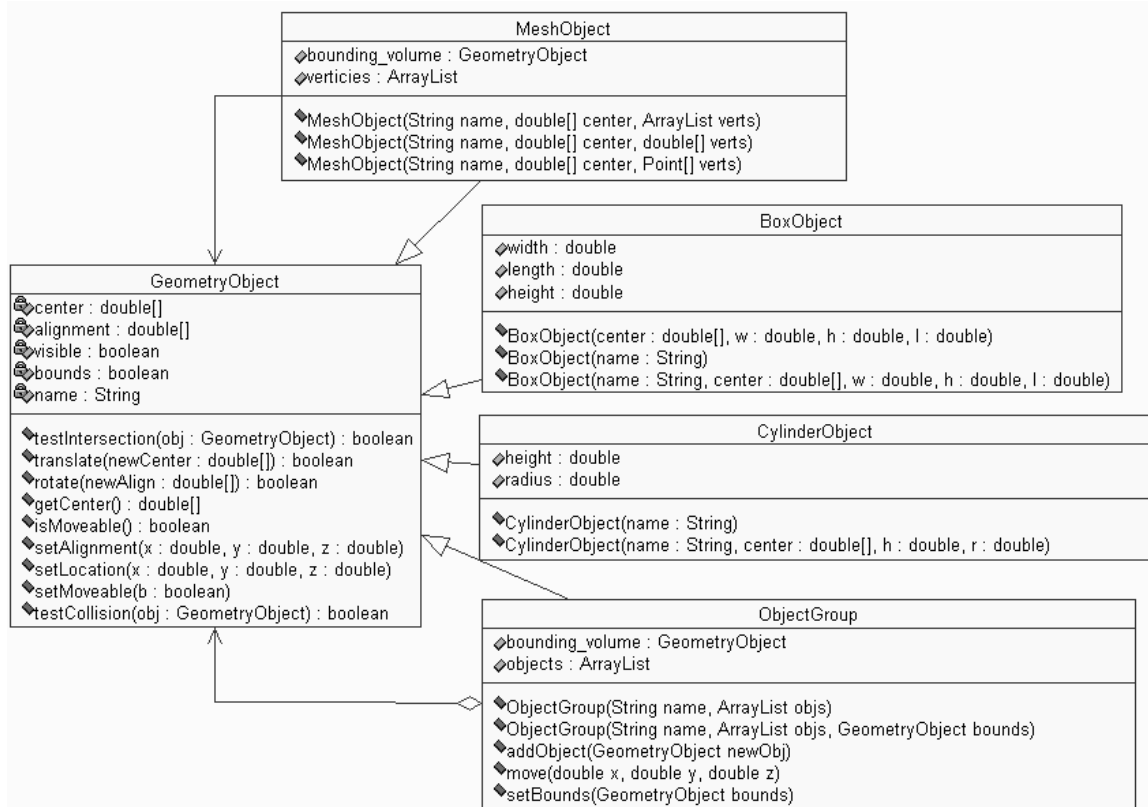 MeshObject
bounding_volume : GeometryObject
verticies : ArrayList
MeshObject(String name, double[] center, ArrayList verts)
MeshObject(String name, double[] center, double[] verts)
MeshObject(String name, double[] center, Point[] verts)
BoxObject
width : double
length : double
height : double
BoxObject(center : double[], w : double, h : double, l : double)
BoxObject(name : String)
BoxObject(name : String, center : double[], w : double, h : double, l : double)
GeometryObject
center : double[]
alignment : double[]
visible : boolean
bounds : boolean
name : String
testIntersection(obj : GeometryObject) : boolean
translate(newCenter : double[]) : boolean
rotate(newAlign : double[]) : boolean
getCenter() : double[]
isMoveable() : boolean
setAlignment(x : double, y : double, z : double)
setLocation(x : double, y : double, z : double)
setMoveable(b : boolean)
testCollision(obj : GeometryObject) : boolean
CylinderObject
height : double
radius : double
CylinderObject(name : String)
CylinderObject(name : String, center : double[], h : double, r : double)
ObjectGroup
bounding_volume : GeometryObject
objects : ArrayList
ObjectGroup(String name, ArrayList objs)
ObjectGroup(String name, ArrayList objs, GeometryObject bounds)
addObject(GeometryObject newObj)
move(double x, double y, double z)
setBounds(GeometryObject bounds)